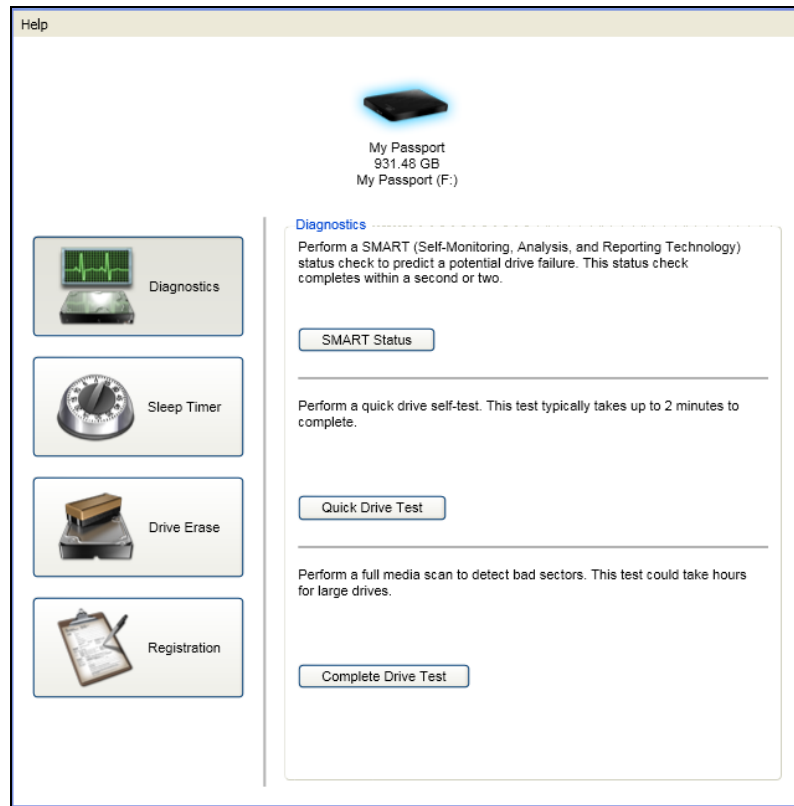 Help
My Passport
931.48 GB
My Passport (F:)
Diagnostics
Sleep Timer
Drive Erase
Registration
Diagnostics
Perform a SMART (Self-Monitoring, Analysis, and Reporting Technology)
status check to predict a potential drive failure. This status check
completes within a second or two.
SMART Status
Perform a quick drive self-test. This test typically takes up to 2 minutes to
complete.
Quick Drive Test
Perform a full media scan to detect bad sectors. This test could take hours
for large drives.
Complete Drive Test